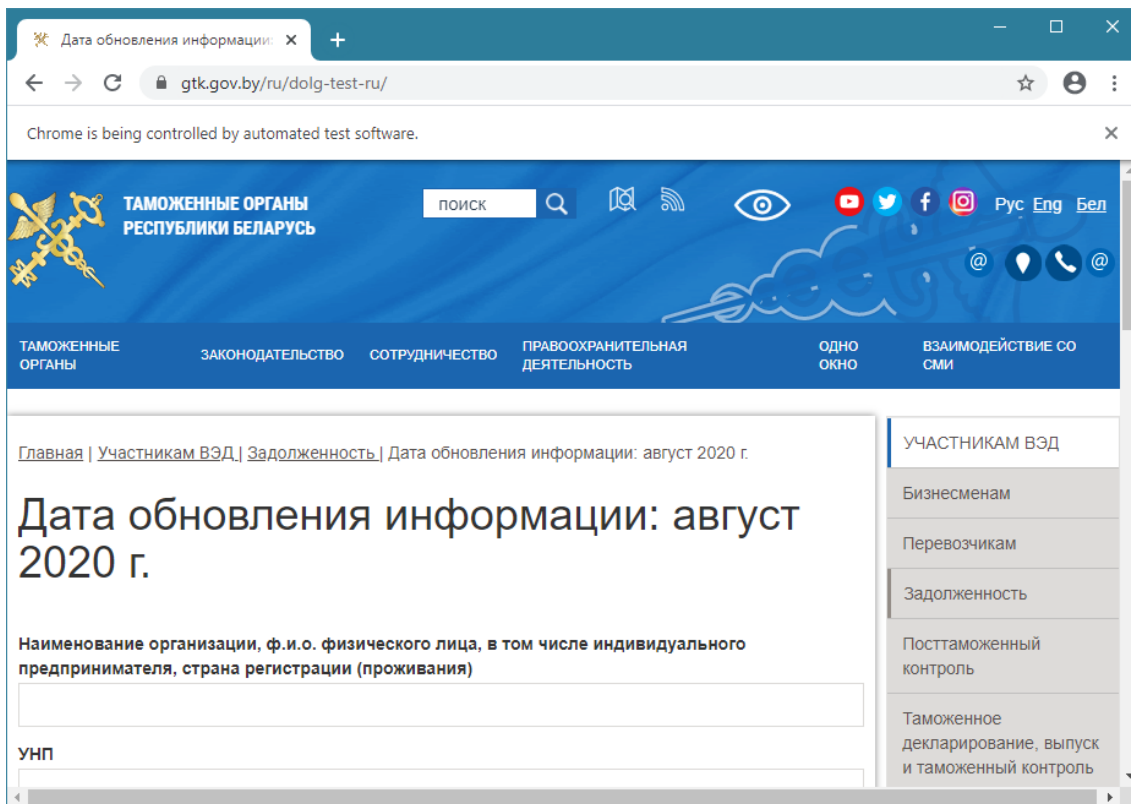 Дата обновления информации:
gtk.gov.by/ru/dolg-test-ru/
Chrome is being controlled by automated test software.
ТАМОЖЕННЫЕ ОРГАНЫ
РЕСПУБЛИКИ БЕЛАРУСЬ
поиск
Рус Eng Бел
@ @
ТАМОЖЕННЫЕ
ОРГАНЫ
ЗАКОНОДАТЕЛЬСТВО
СОТРУДНИЧЕСТВО
ПРАВООХРАНИТЕЛЬНАЯ
ДЕЯТЕЛЬНОСТЬ
ОДНО
ОКНО
ВЗАИМОДЕЙСТВИЕ СО
СМИ
Главная | Участникам ВЭД | Задолженность | Дата обновления информации: август 2020 г.
Дата обновления информации: август
2020 г.
Наименование организации, ф.и.о. физического лица, в том числе индивидуального
предпринимателя, страна регистрации (проживания)
УНП
УЧАСТНИКАМ ВЭД
Бизнесменам
Перевозчикам
Задолженность
Посттаможенный
контроль
Таможенное
декларирование, выпуск
и таможенный контроль